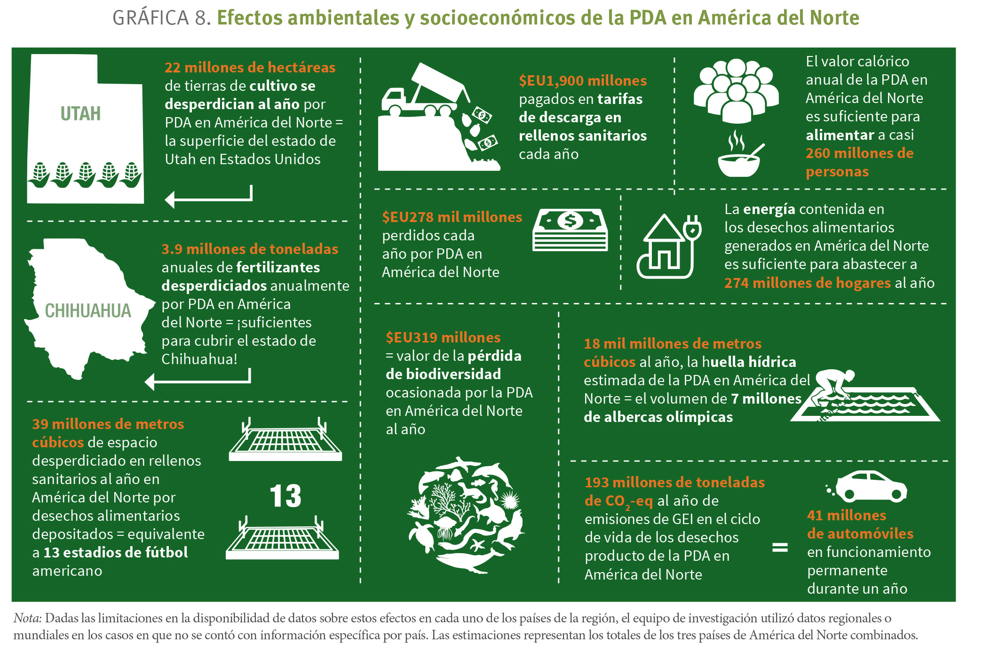 GRÁFICA 8. Efectos ambientales y socioeconómicos de la PDA en América del Norte
UTAH
22 millones de hectáreas
de tierras de cultivo se
desperdician al año por
PDA en América del Norte =
la superficie del estado de
Utah en Estados Unidos
CHIHUAHUA
3.9 millones de toneladas
anuales de fertilizantes
desperdiciados anualmente
por PDA en América
del Norte = ¡suficientes
para cubrir el estado de
Chihuahua!
39 millones de metros
cúbicos de espacio
desperdiciado en rellenos
sanitarios al año en
América del Norte por
desechos alimentarios
depositados = equivalente
a 13 estadios de fútbol
americano
13
$EU1,900 millones
pagados en tarifas
de descarga en
rellenos sanitarios
cada año
El valor calórico
anual de la PDA en
América del Norte
es suficiente para
alimentar a casi
260 millones de
personas
$EU278 mil millones
perdidos cada
año por PDA en
América del Norte
La energía contenida en
los desechos alimentarios
generados en América del Norte
es suficiente para abastecer a
274 millones de hogares al año
$EU319 millones
= valor de la pérdida
de biodiversidad
ocasionada por la PDA
en América del Norte
al año
18 mil millones de metros
cúbicos al año, la huella hídrica
estimada de la PDA en América del
Norte = el volumen de 7 millones
de albercas olímpicas
193 millones de toneladas
de CO2-eq al año de
emisiones de GEI en el ciclo
de vida de los desechos
producto de la PDA en
América del Norte
=
41 millones
de automóviles
en funcionamiento
permanente
durante un año
Nota: Dadas las limitaciones en la disponibilidad de datos sobre estos efectos en cada uno de los países de la región, el equipo de investigación utilizó datos regionales o
mundiales en los casos en que no se contó con información específica por país. Las estimaciones representan los totales de los tres países de América del Norte combinados.